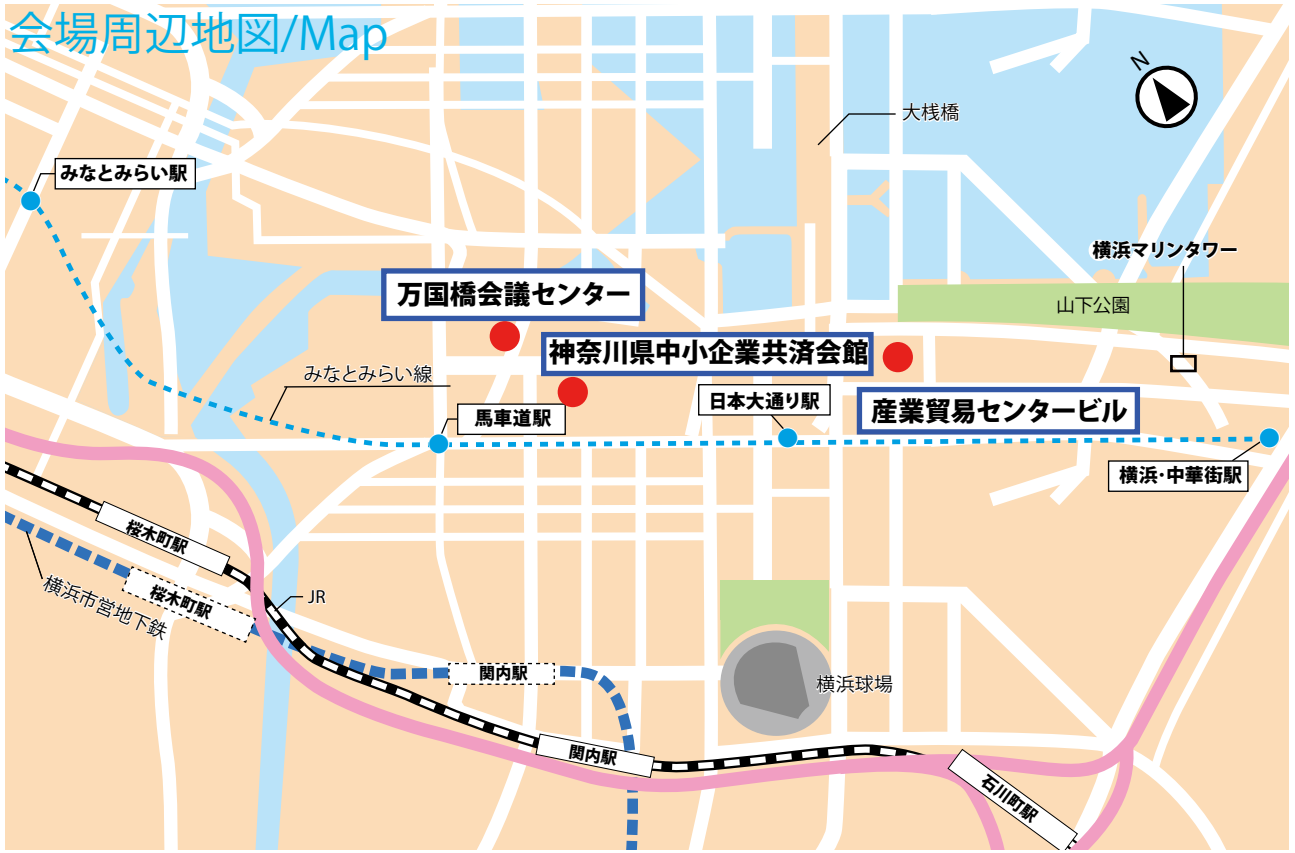 会場周辺地図/Map
N
大桟橋
みなとみらい駅
横浜マリンタワー
万国橋会議センター
山下公園
神奈川県中小企業共済会館
みなとみらい線
日本大通り駅
産業貿易センタービル
馬車道駅
横浜・中華街駅
桜木町駅
桜木町駅
JR
横浜市営地下鉄
関内駅
横浜球場
関内駅
石川町駅